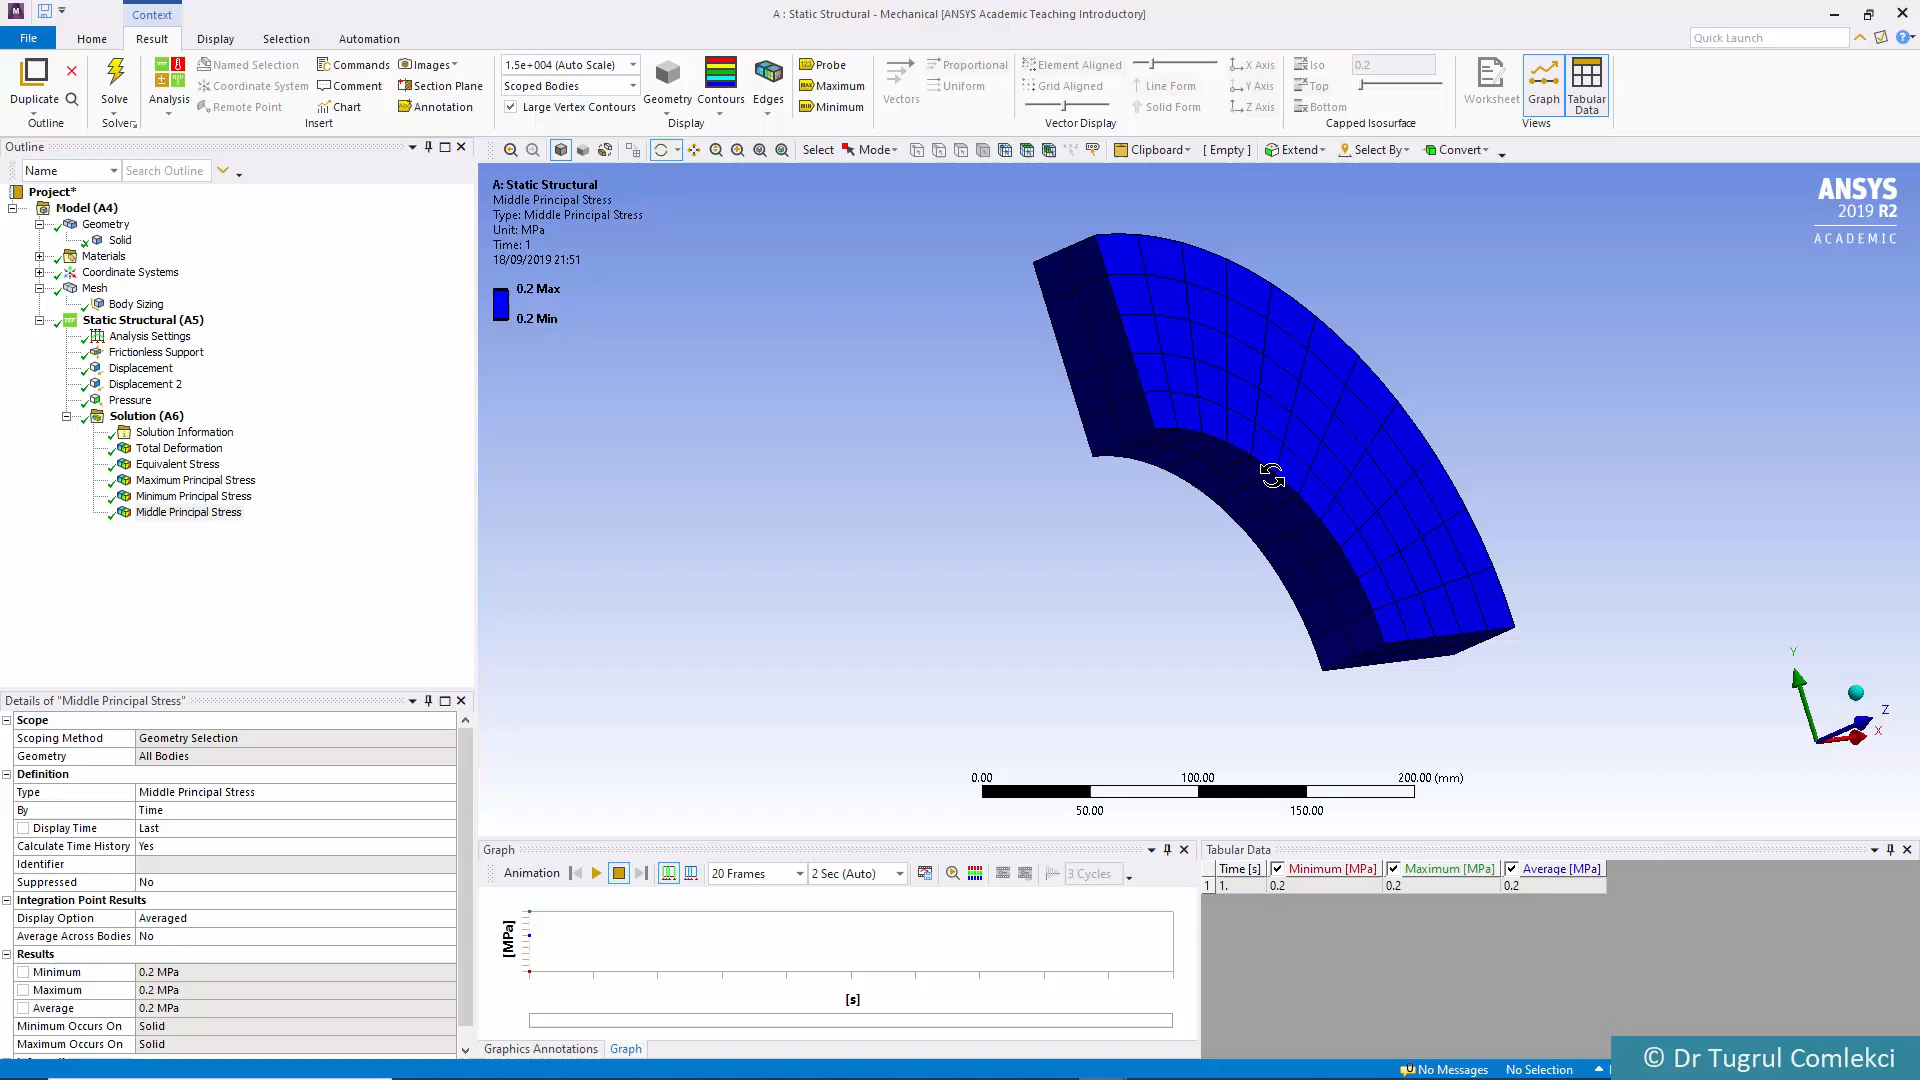 Context
A : Static Structural - Mechanical [ANSYS Academic Teaching Introductory]
File Home Result Display Selection Automation
Quick Launch
Duplicate
Outline
Solve
Solver
Analysis
Named Selection
Coordinate System
Remote Point
Commands
Comment
Chart
Images
Section Plane
Annotation
Insert
1.5e+004 (Auto Scale)
Scoped Bodies
Large Vertex Contours
Geometry
Contours
Edges
Display
Probe
Maximum
Minimum
Vectors
Proportional
Uniform
Element Aligned
Grid Aligned
Line Form
Solid Form
X Axis
Y Axis
Z Axis
Vector Display
Iso
Top
Bottom
0.2
Capped Isosurface
Worksheet
Graph
Tabular
Data
Views
Outline
Name
Search Outline
Project*
Model (A4)
Geometry
Solid
Materials
Coordinate Systems
Mesh
Body Sizing
Static Structural (A5)
Analysis Settings
Frictionless Support
Displacement
Displacement 2
Pressure
Solution (A6)
Solution Information
Total Deformation
Equivalent Stress
Maximum Principal Stress
Minimum Principal Stress
Middle Principal Stress
Select Mode Clipboard [ Empty ] Extend Select By Convert
A: Static Structural
Middle Principal Stress
Type: Middle Principal Stress
Unit: MPa
Time: 1
18/09/2019 21:51
0.2 Max
0.2 Min
ANSYS
2019 R2
ACADEMIC
Y
Z
X
0.00 100.00 200.00 (mm)
50.00 150.00
Details of "Middle Principal Stress"
Scope
Scoping Method Geometry Selection
Geometry All Bodies
Definition
Type Middle Principal Stress
By Time
Display Time Last
Calculate Time History Yes
Identifier
Suppressed No
Integration Point Results
Display Option Averaged
Average Across Bodies No
Results
Minimum 0.2 MPa
Maximum 0.2 MPa
Average 0.2 MPa
Minimum Occurs On Solid
Maximum Occurs On Solid
Graph
Animation 20 Frames 2 Sec (Auto) 3 Cycles
[MPa]
[s]
Graphics Annotations Graph
Tabular Data
Time [s] Minimum [MPa] Maximum [MPa] Average [MPa]
1 1. 0.2 0.2 0.2
No Messages No Selection
© Dr Tugrul Comlekci